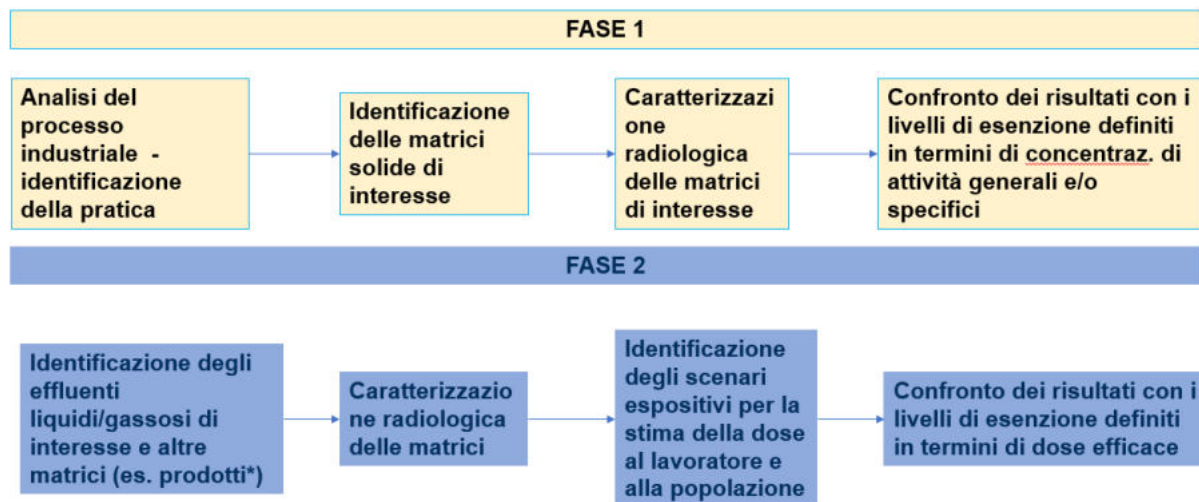 FASE 1
Analisi del
processo
industriale -
identificazione
della pratica
Identificazione
delle matrici
solide di
interesse
Caratterizzazi
one
radiologica
delle matrici
di interesse
Confronto dei risultati con i
livelli di esenzione definiti
in termini di concentraz. di
attività generali e/o
specifici
FASE 2
Identificazione degli
effluenti
liquidi/gassosi di
interesse e altre
matrici (es. prodotti*)
Caratterizzazio
ne radiologica
delle matrici
Identificazione
degli scenari
espositivi per la
stima della dose
al lavoratore e
alla popolazione
Confronto dei risultati con i
livelli di esenzione definiti
in termini di dose efficace